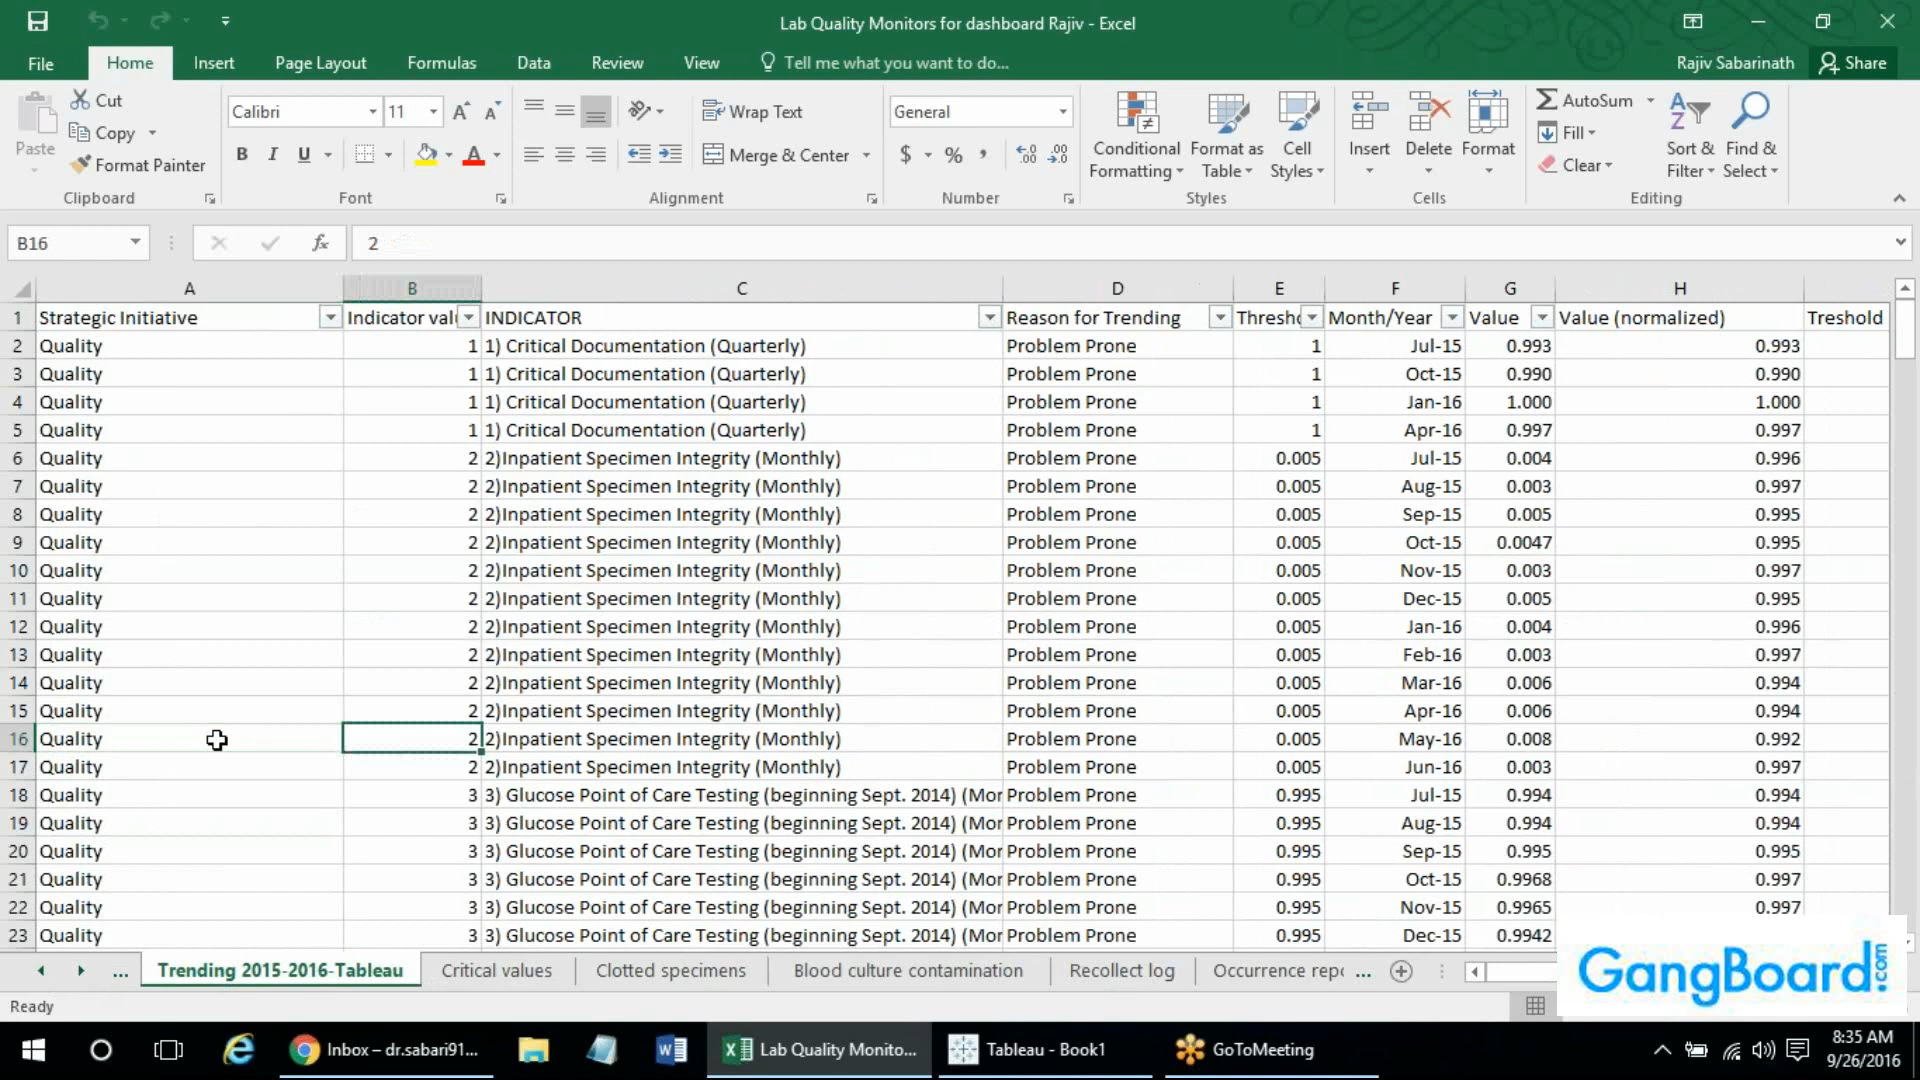 Lab Quality Monitors for dashboard Rajiv - Excel
File Home Insert Page Layout Formulas Data Review View Tell me what you want to do... Rajiv Sabarinath Share
Paste Cut Copy Format Painter Clipboard
Calibri 11 B I U A Font
Wrap Text Merge & Center Alignment
General $ % , Number
Conditional Formatting Format as Table Cell Styles Styles
Insert Delete Format Cells
AutoSum Fill Clear Sort & Filter Find & Select Editing
B16 fx 2
A B C D E F G H
1 Strategic Initiative Indicator val INDICATOR Reason for Trending Thresh Month/Year Value Value (normalized) Treshold
2 Quality 1 1) Critical Documentation (Quarterly) Problem Prone 1 Jul-15 0.993 0.993
3 Quality 1 1) Critical Documentation (Quarterly) Problem Prone 1 Oct-15 0.990 0.990
4 Quality 1 1) Critical Documentation (Quarterly) Problem Prone 1 Jan-16 1.000 1.000
5 Quality 1 1) Critical Documentation (Quarterly) Problem Prone 1 Apr-16 0.997 0.997
6 Quality 2 2)Inpatient Specimen Integrity (Monthly) Problem Prone 0.005 Jul-15 0.004 0.996
7 Quality 2 2)Inpatient Specimen Integrity (Monthly) Problem Prone 0.005 Aug-15 0.003 0.997
8 Quality 2 2)Inpatient Specimen Integrity (Monthly) Problem Prone 0.005 Sep-15 0.005 0.995
9 Quality 2 2)Inpatient Specimen Integrity (Monthly) Problem Prone 0.005 Oct-15 0.0047 0.995
10 Quality 2 2)Inpatient Specimen Integrity (Monthly) Problem Prone 0.005 Nov-15 0.003 0.997
11 Quality 2 2)Inpatient Specimen Integrity (Monthly) Problem Prone 0.005 Dec-15 0.005 0.995
12 Quality 2 2)Inpatient Specimen Integrity (Monthly) Problem Prone 0.005 Jan-16 0.004 0.996
13 Quality 2 2)Inpatient Specimen Integrity (Monthly) Problem Prone 0.005 Feb-16 0.003 0.997
14 Quality 2 2)Inpatient Specimen Integrity (Monthly) Problem Prone 0.005 Mar-16 0.006 0.994
15 Quality 2 2)Inpatient Specimen Integrity (Monthly) Problem Prone 0.005 Apr-16 0.006 0.994
16 Quality 2 2)Inpatient Specimen Integrity (Monthly) Problem Prone 0.005 May-16 0.008 0.992
17 Quality 2 2)Inpatient Specimen Integrity (Monthly) Problem Prone 0.005 Jun-16 0.003 0.997
18 Quality 3 3) Glucose Point of Care Testing (beginning Sept. 2014) (Mor Problem Prone 0.995 Jul-15 0.994 0.994
19 Quality 3 3) Glucose Point of Care Testing (beginning Sept. 2014) (Mor Problem Prone 0.995 Aug-15 0.994 0.994
20 Quality 3 3) Glucose Point of Care Testing (beginning Sept. 2014) (Mor Problem Prone 0.995 Sep-15 0.995 0.995
21 Quality 3 3) Glucose Point of Care Testing (beginning Sept. 2014) (Mor Problem Prone 0.995 Oct-15 0.9968 0.997
22 Quality 3 3) Glucose Point of Care Testing (beginning Sept. 2014) (Mor Problem Prone 0.995 Nov-15 0.9965 0.997
23 Quality 3 3) Glucose Point of Care Testing (beginning Sept. 2014) (Mor Problem Prone 0.995 Dec-15 0.9942
... Trending 2015-2016-Tableau Critical values Clotted specimens Blood culture contamination Recollect log Occurrence repo ...
GangBoard.com
Ready
Inbox – dr.sabari91... Lab Quality Monito... Tableau - Book1 GoToMeeting 8:35 AM
9/26/2016